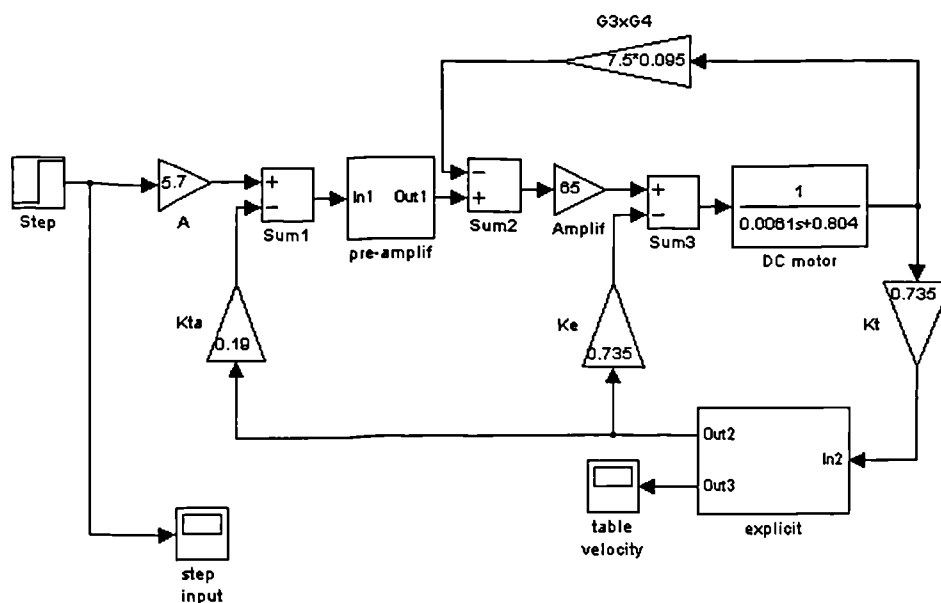 G3xG4
7.5*0.095
Step
5.7
A
+
−
Sum1
In1 Out1
pre-amplif
−
+
Sum2
65
Amplif
+
−
Sum3
1
0.0061s+0.804
DC motor
Kta
0.19
Ke
0.735
0.735
Kt
Out2
In2
Out3
explicit
table
velocity
step
input